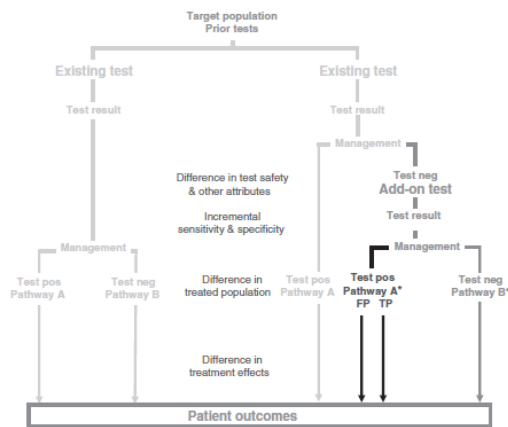 Target population
Prior tests
Existing test
Existing test
Test result
Test result
Management
Difference in test safety
& other attributes
Test neg
Add-on test
Incremental
sensitivity & specificity
Test result
Management
Management
Test pos
Pathway A
Test neg
Pathway B
Difference in
treated population
Test pos
Pathway A
Test pos
Pathway A*
FP TP
Test neg
Pathway B*
Difference in
treatment effects
Patient outcomes